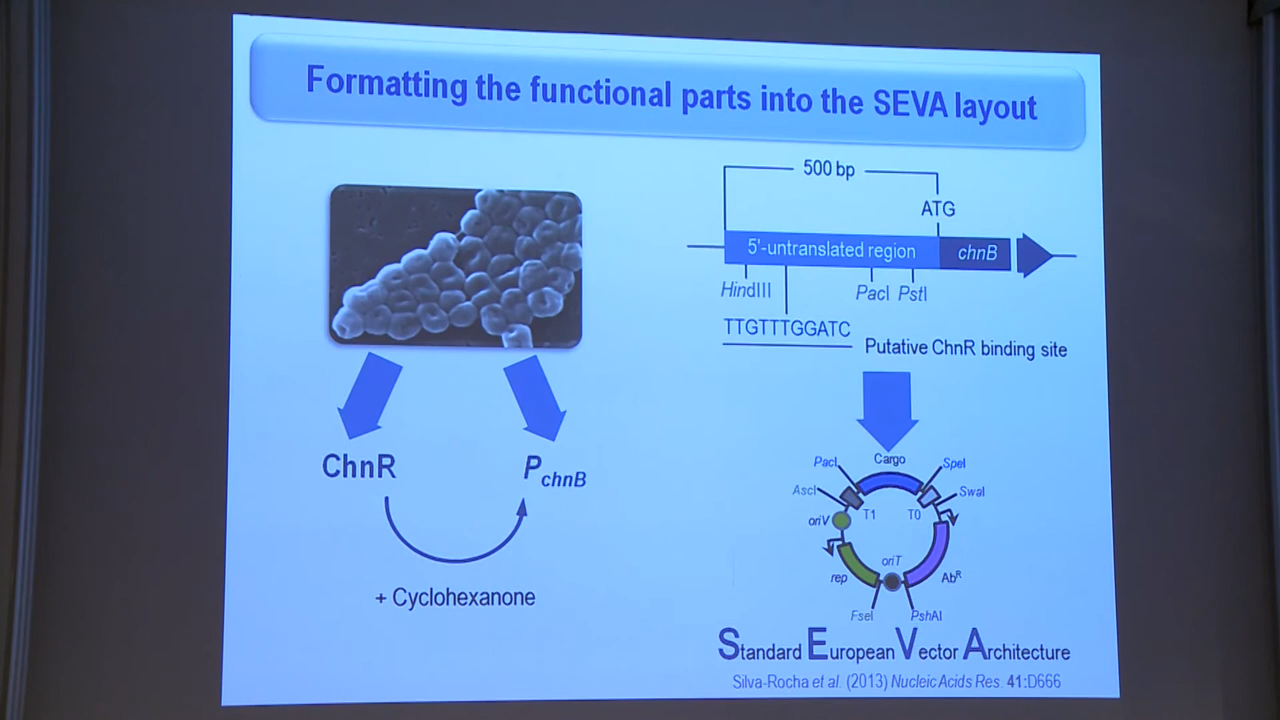 Formatting the functional parts into the SEVA layout
500 bp
ATG
5'-untranslated region
chnB
HindIII
PacI
PstI
TTGTTTGGATC
Putative ChnR binding site
ChnR
PchnB
+ Cyclohexanone
Cargo
PacI
SpeI
AscI
SwaI
T1
T0
oriV
oriT
rep
AbR
FseI
PshAI
Standard European Vector Architecture
Silva-Rocha et al. (2013) Nucleic Acids Res. 41:D666